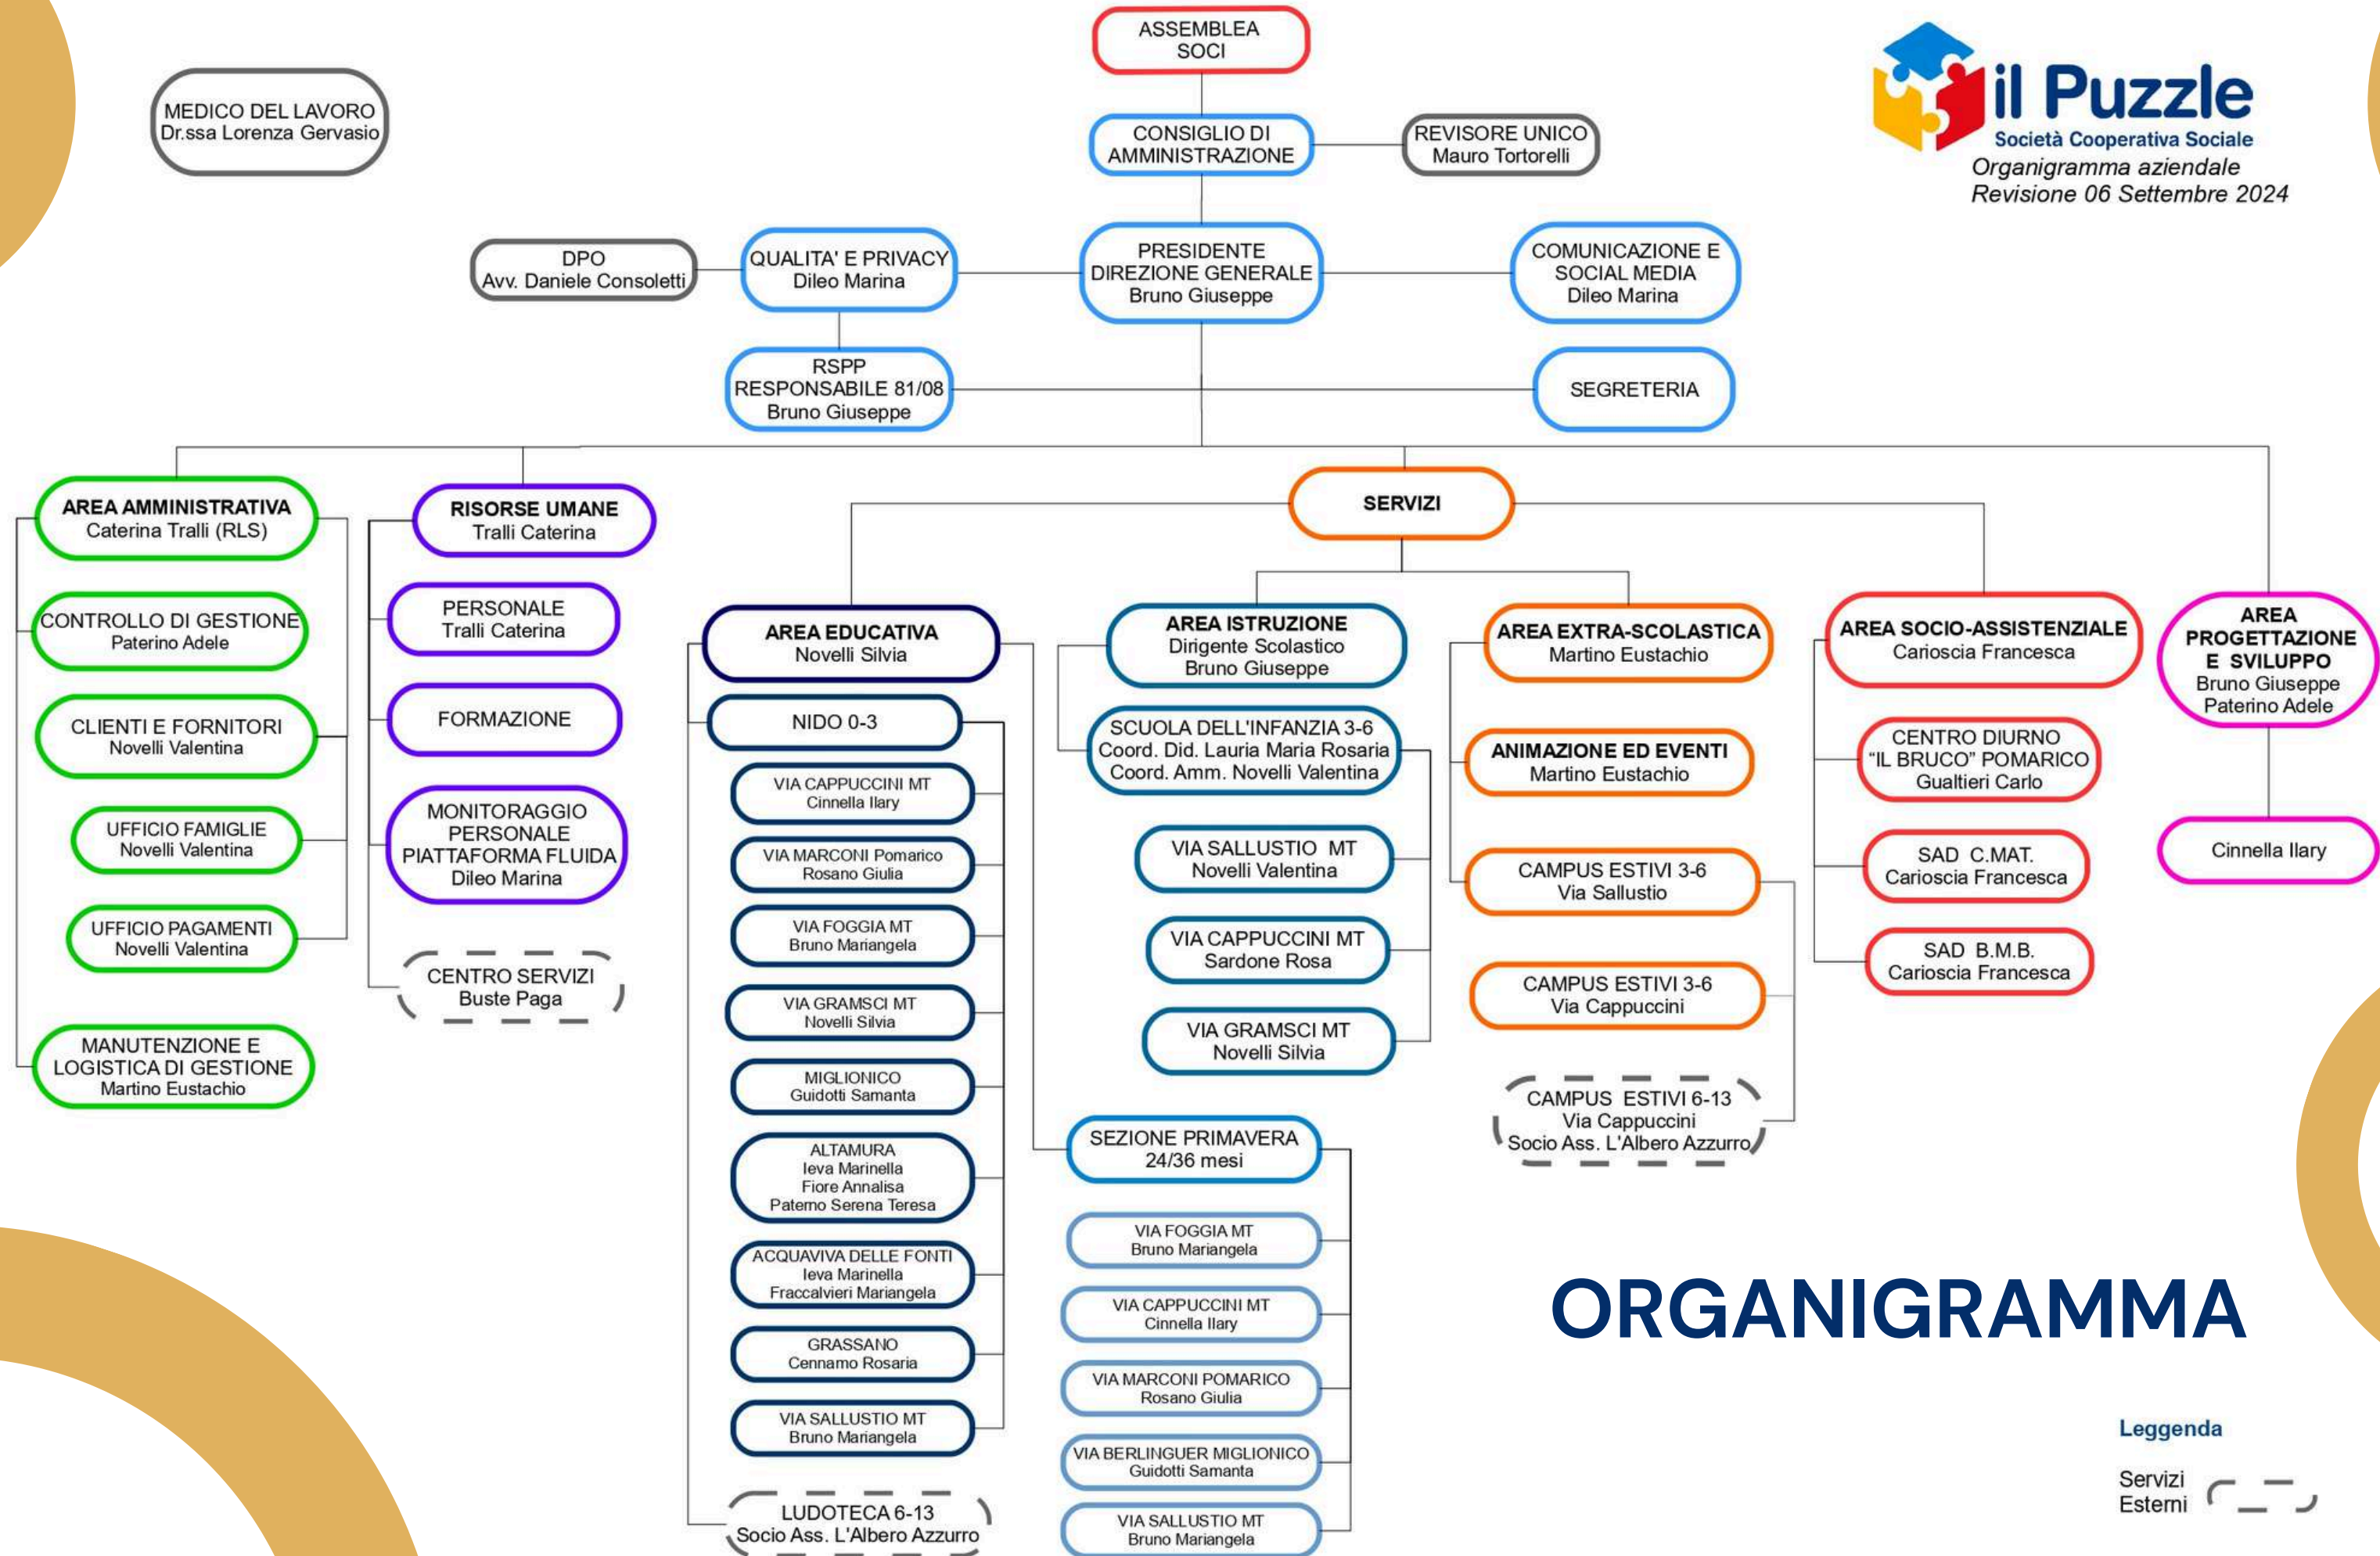 ASSEMBLEA
SOCI
MEDICO DEL LAVORO
Dr.ssa Lorenza Gervasio
CONSIGLIO DI
AMMINISTRAZIONE
REVISORE UNICO
Mauro Tortorelli
il Puzzle
Società Cooperativa Sociale
Organigramma aziendale
Revisione 06 Settembre 2024
DPO
Avv. Daniele Consoletti
QUALITA' E PRIVACY
Dileo Marina
PRESIDENTE
DIREZIONE GENERALE
Bruno Giuseppe
COMUNICAZIONE E
SOCIAL MEDIA
Dileo Marina
RSPP
RESPONSABILE 81/08
Bruno Giuseppe
SEGRETERIA
AREA AMMINISTRATIVA
Caterina Tralli (RLS)
CONTROLLO DI GESTIONE
Paterino Adele
CLIENTI E FORNITORI
Novelli Valentina
UFFICIO FAMIGLIE
Novelli Valentina
UFFICIO PAGAMENTI
Novelli Valentina
MANUTENZIONE E
LOGISTICA DI GESTIONE
Martino Eustachio
RISORSE UMANE
Tralli Caterina
PERSONALE
Tralli Caterina
FORMAZIONE
MONITORAGGIO
PERSONALE
PIATTAFORMA FLUIDA
Dileo Marina
CENTRO SERVIZI
Buste Paga
SERVIZI
AREA EDUCATIVA
Novelli Silvia
NIDO 0-3
VIA CAPPUCCINI MT
Cinnella Ilary
VIA MARCONI Pomarico
Rosano Giulia
VIA FOGGIA MT
Bruno Mariangela
VIA GRAMSCI MT
Novelli Silvia
MIGLIONICO
Guidotti Samanta
ALTAMURA
Ieva Marinella
Fiore Annalisa
Paterno Serena Teresa
ACQUAVIVA DELLE FONTI
Ieva Marinella
Fraccalvieri Mariangela
GRASSANO
Cennamo Rosaria
VIA SALLUSTIO MT
Bruno Mariangela
LUDOTECA 6-13
Socio Ass. L'Albero Azzurro
SEZIONE PRIMAVERA
24/36 mesi
VIA FOGGIA MT
Bruno Mariangela
VIA CAPPUCCINI MT
Cinnella Ilary
VIA MARCONI POMARICO
Rosano Giulia
VIA BERLINGUER MIGLIONICO
Guidotti Samanta
VIA SALLUSTIO MT
Bruno Mariangela
AREA ISTRUZIONE
Dirigente Scolastico
Bruno Giuseppe
SCUOLA DELL'INFANZIA 3-6
Coord. Did. Lauria Maria Rosaria
Coord. Amm. Novelli Valentina
VIA SALLUSTIO MT
Novelli Valentina
VIA CAPPUCCINI MT
Sardone Rosa
VIA GRAMSCI MT
Novelli Silvia
AREA EXTRA-SCOLASTICA
Martino Eustachio
ANIMAZIONE ED EVENTI
Martino Eustachio
CAMPUS ESTIVI 3-6
Via Sallustio
CAMPUS ESTIVI 3-6
Via Cappuccini
CAMPUS ESTIVI 6-13
Via Cappuccini
Socio Ass. L'Albero Azzurro
AREA SOCIO-ASSISTENZIALE
Carioscia Francesca
CENTRO DIURNO
“IL BRUCO” POMARICO
Gualtieri Carlo
SAD C.MAT.
Carioscia Francesca
SAD B.M.B.
Carioscia Francesca
AREA
PROGETTAZIONE
E SVILUPPO
Bruno Giuseppe
Paterino Adele
Cinnella Ilary
ORGANIGRAMMA
Leggenda
Servizi
Esterni